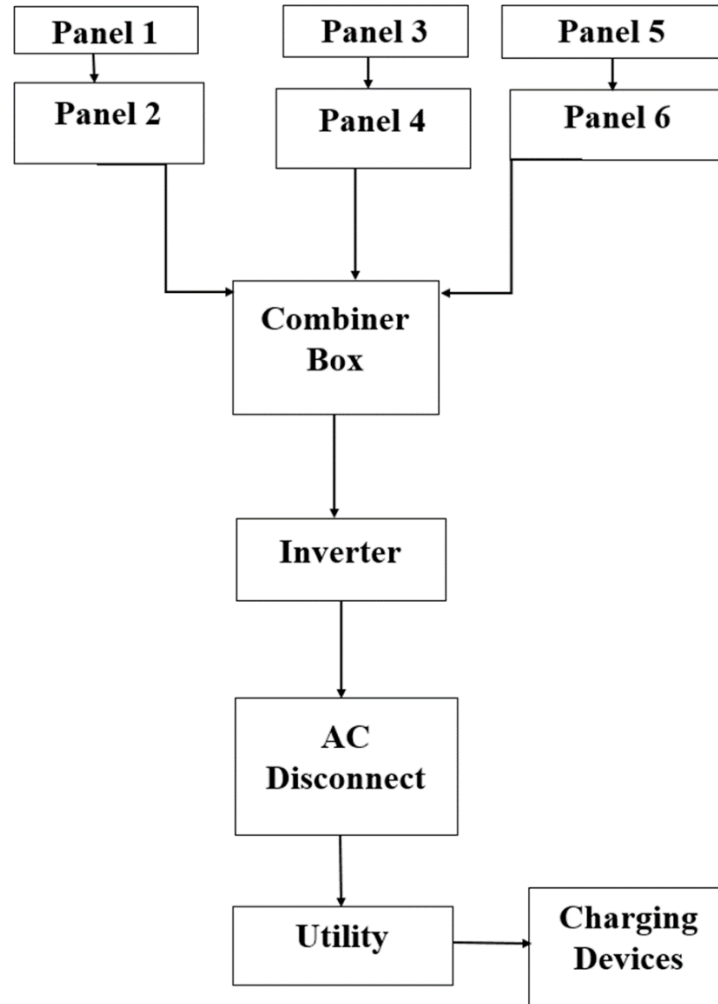 Panel 1
Panel 3
Panel 5
Panel 2
Panel 4
Panel 6
Combiner
Box
Inverter
AC
Disconnect
Utility
Charging
Devices